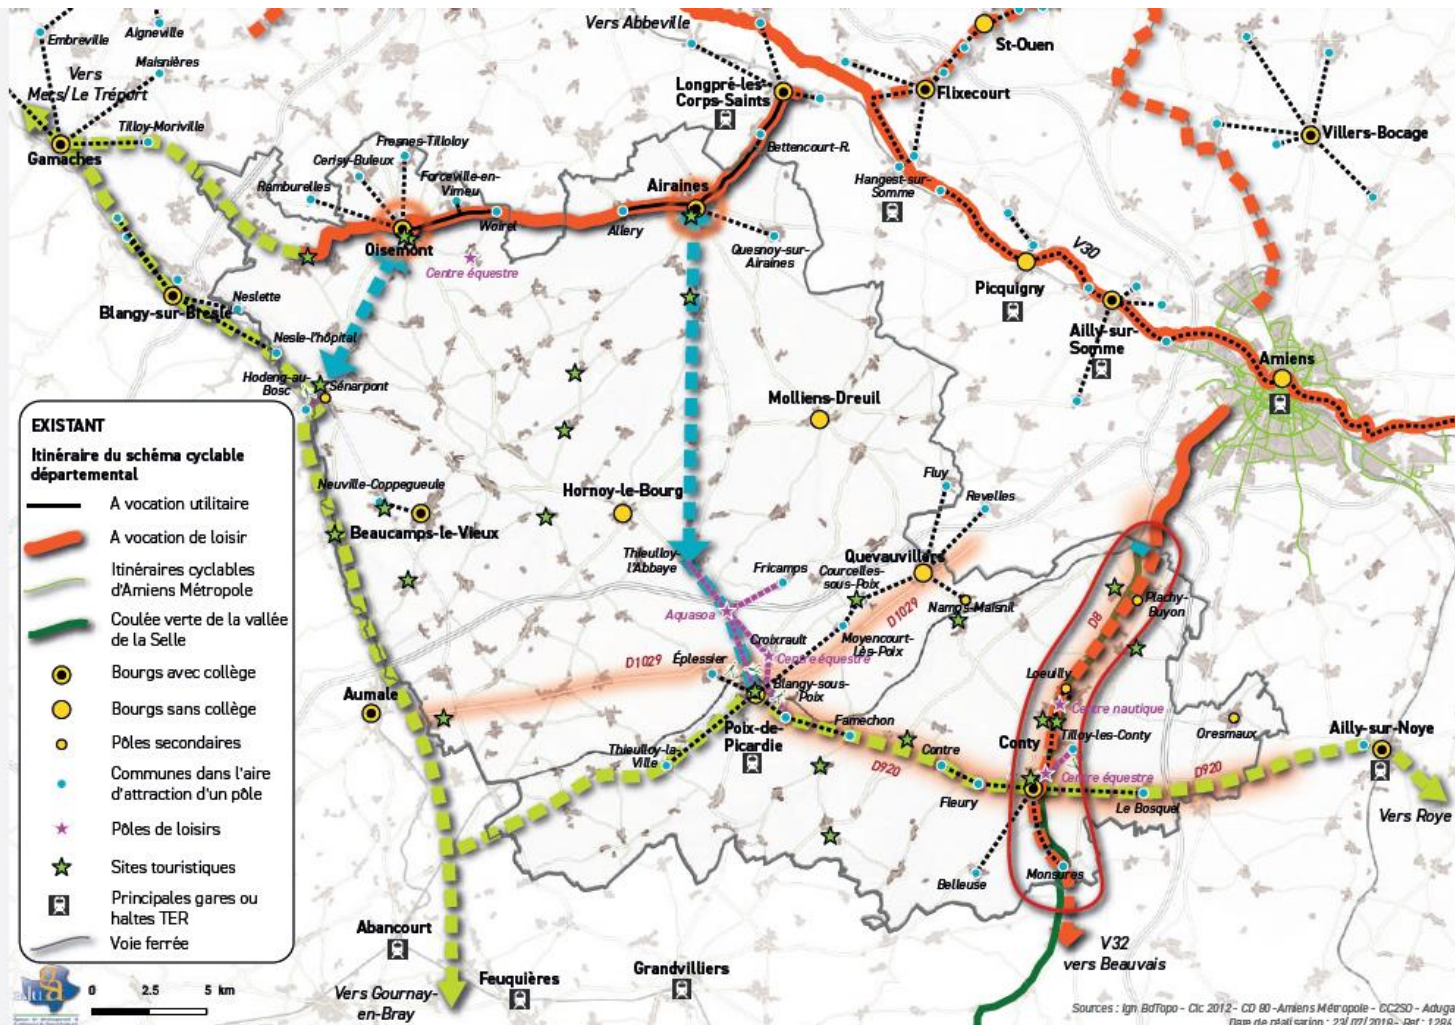 Embreville
Aigneville
Maisnières
Vers
Mers/Le Tréport
Tilloy-Moriville
Gamaches
Vers Abbeville
St-Ouen
Longpré-les-
Corps-Saints
Flixecourt
Villers-Bocage
Bettencourt-R.
Hangest-sur-
Somme
Fresnes-Tilloloy
Cerisy-Buleux
Ramburelles
Forceville-en-
Vimeu
Airaines
Oisemont
Woirel
Allery
Quesnoy-sur-
Airaines
Centre équestre
V30
Picquigny
Ailly-sur-
Somme
Amiens
Neslette
Blangy-sur-Bresle
Nesle-l'hôpital
Hodeng-au-
Bosc
Sénarpont
Molliens-Dreuil
EXISTANT
Itinéraire du schéma cyclable
départemental
A vocation utilitaire
A vocation de loisir
Itinéraires cyclables
d'Amiens Métropole
Coulée verte de la vallée
de la Selle
Bourgs avec collège
Bourgs sans collège
Pôles secondaires
Communes dans l'aire
d'attraction d'un pôle
Pôles de loisirs
Sites touristiques
Principales gares ou
haltes TER
Voie ferrée
Neuville-Coppegueule
Beaucamps-le-Vieux
Hornoy-le-Bourg
Fluy
Revelles
Quevauvillers
Thieulloy-
l'Abbaye
Fricamps
Courcelles-
sous-Poix
Namps-Maisnil
D1029
Aquasoa
Croixrault
Moyencourt-
Lès-Poix
Centre équestre
D1029
Éplessier
Blangy-sous-
Poix
D8
Plachy-
Buyon
Loeuilly
Centre nautique
Aumale
Poix-de-
Picardie
Famechon
Thieulloy-la-
Ville
Contre
Conty
Tilloy-les-Conty
Centre équestre
Oresmaux
Ailly-sur-Noye
D920
D920
Fleury
Le Bosquel
Vers Roye
Belleuse
Monsures
Abancourt
V32
vers Beauvais
Feuquières
Grandvilliers
Vers Gournay-
en-Bray
aduga
0 2.5 5 km
Sources : Ign BdTopo - Clc 2012 - CD 80 - Amiens Métropole - CC2SO - Aduga
Date de réalisation : 23/07/2019 - Réf :